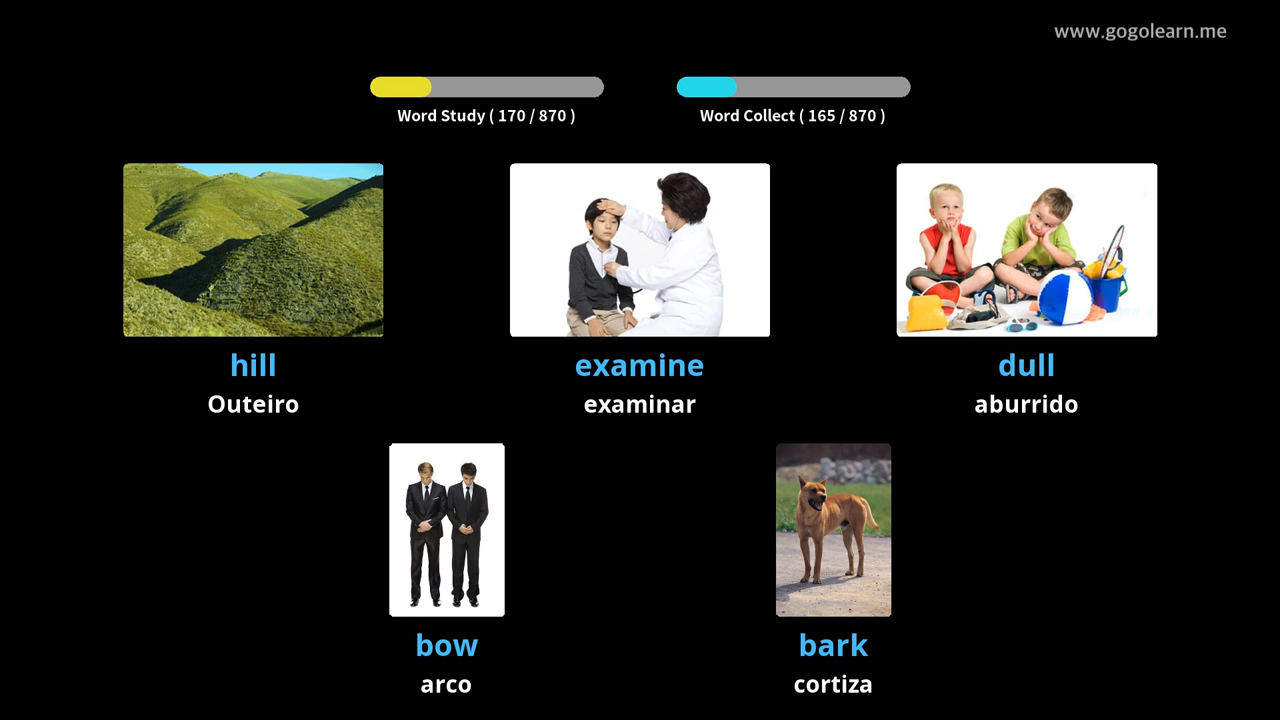 www.gogolearn.me
Word Study ( 170 / 870 )
Word Collect ( 165 / 870 )
hill
Outeiro
examine
examinar
dull
aburrido
bow
arco
bark
cortiza